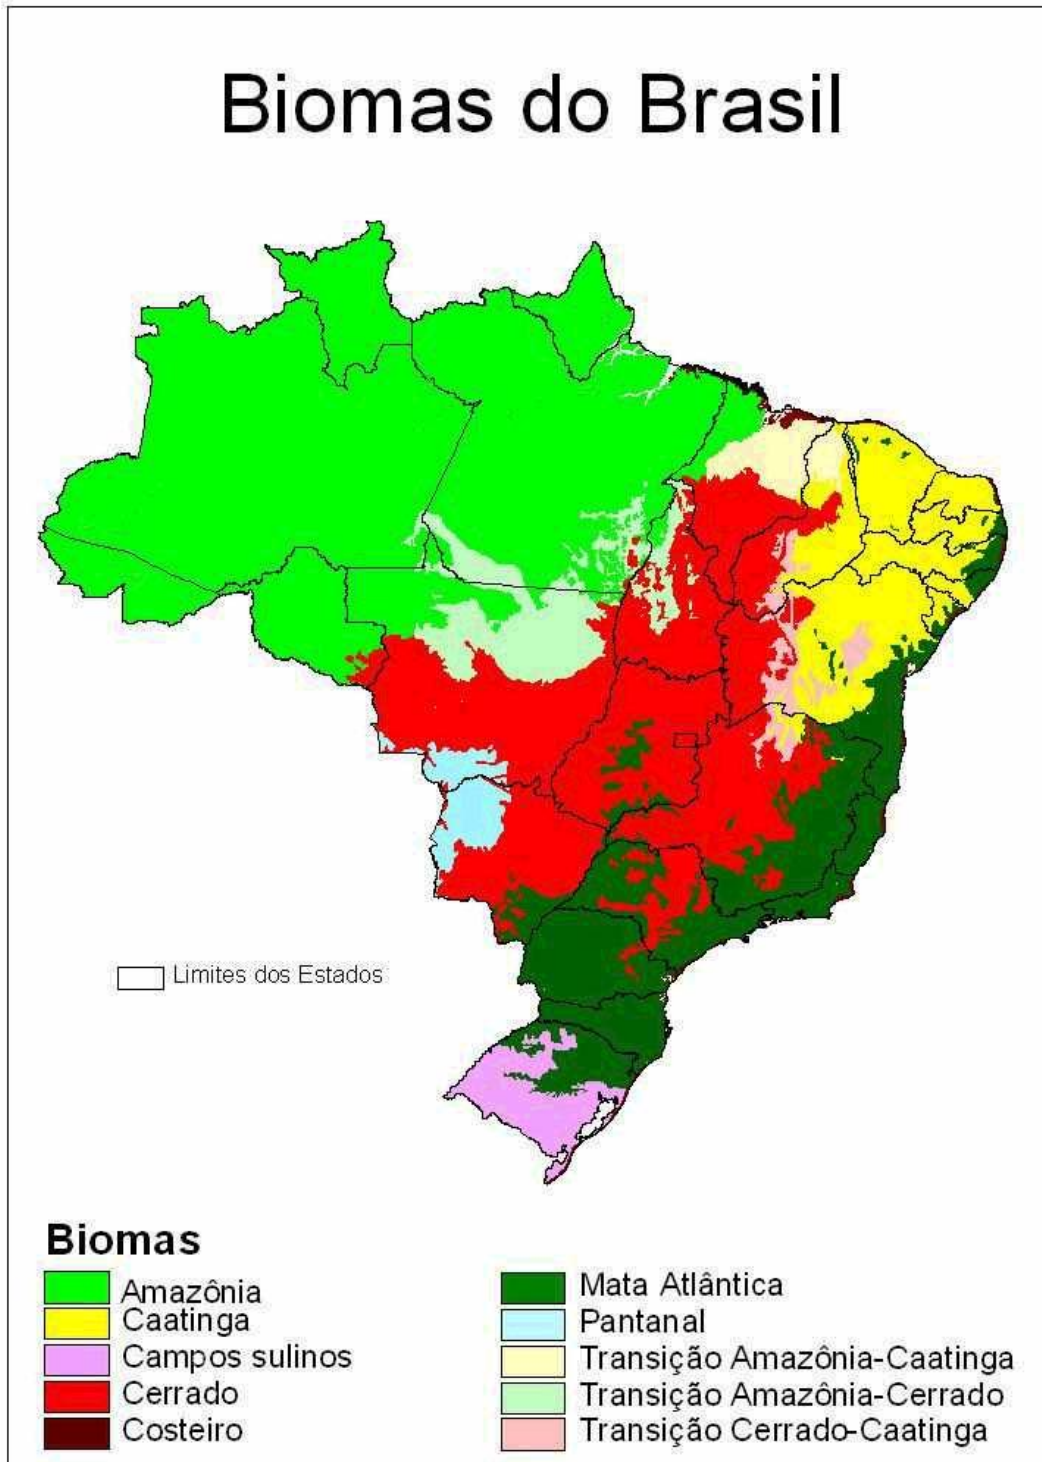 Biomas do Brasil
Limites dos Estados
Biomas
Amazônia
Caatinga
Campos sulinos
Cerrado
Costeiro
Mata Atlântica
Pantanal
Transição Amazônia-Caatinga
Transição Amazônia-Cerrado
Transição Cerrado-Caatinga